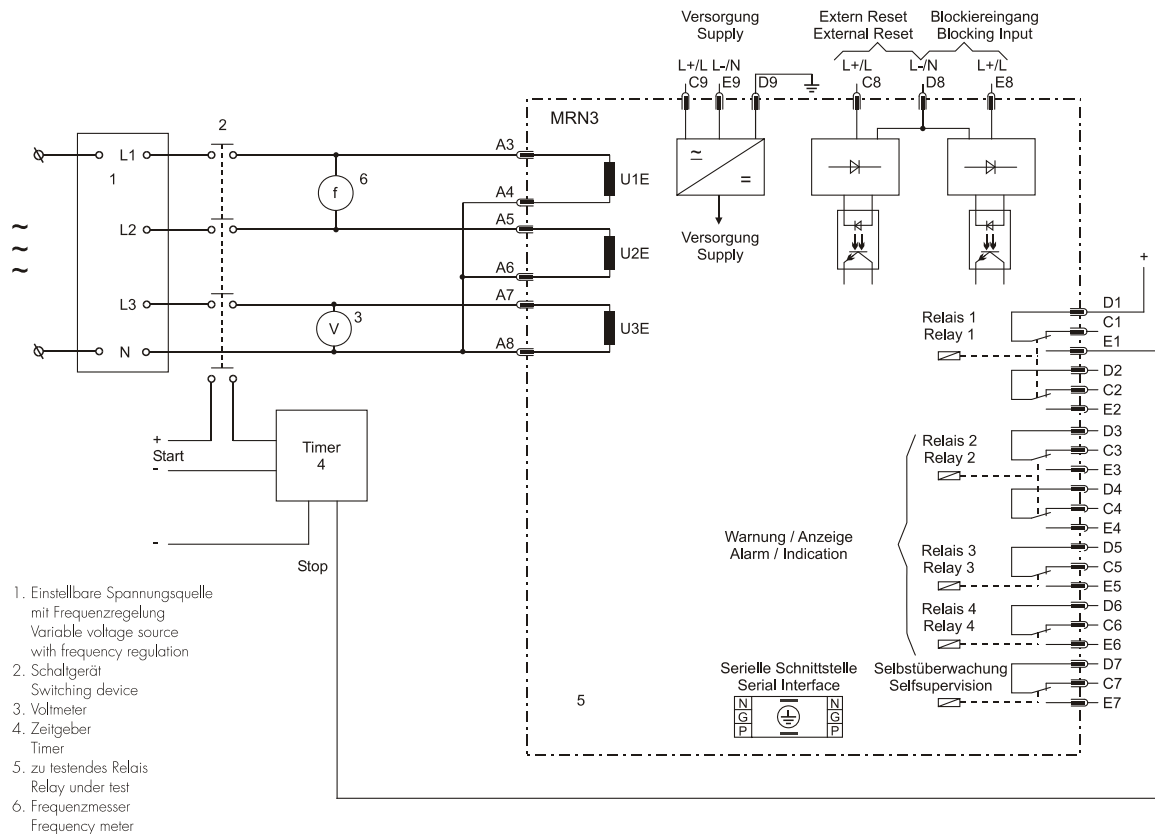 Versorgung
Supply
Extern Reset
External Reset
Blockiereingang
Blocking Input
L+/L
L-/N
L+/L
L-/N
L+/L
C9
E9
D9
C8
D8
E8
MRN3
2
L1
1
L2
L3
N
f
6
V
3
~
~
~
A3
A4
A5
A6
A7
A8
U1E
U2E
U3E
~
=
Versorgung
Supply
+
Start
-
-
Timer
4
Stop
+
Relais 1
Relay 1
D1
C1
E1
D2
C2
E2
Relais 2
Relay 2
D3
C3
E3
D4
C4
E4
Warnung / Anzeige
Alarm / Indication
Relais 3
Relay 3
D5
C5
E5
Relais 4
Relay 4
D6
C6
E6
Serielle Schnittstelle
Serial Interface
N
G
P
N
G
P
Selbstüberwachung
Selfsupervision
D7
C7
E7
5
1. Einstellbare Spannungsquelle
mit Frequenzregelung
Variable voltage source
with frequency regulation
2. Schaltgerät
Switching device
3. Voltmeter
4. Zeitgeber
Timer
5. zu testendes Relais
Relay under test
6. Frequenzmesser
Frequency meter